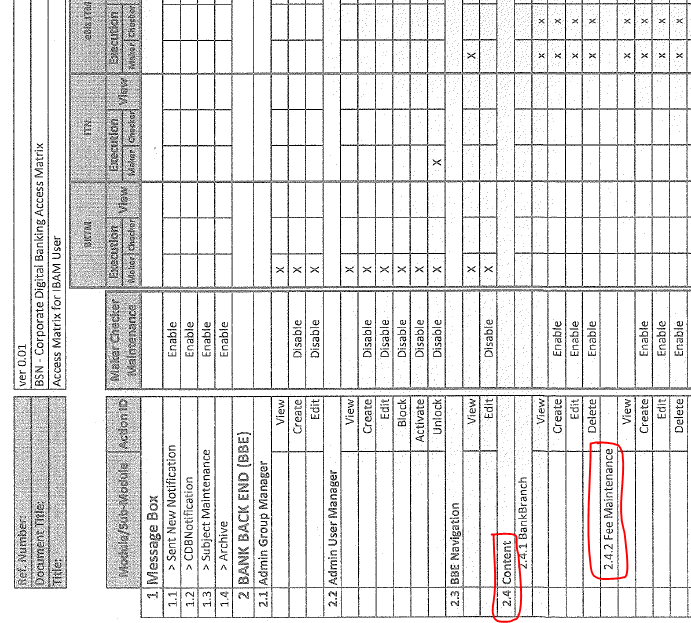 Ref. Number: ver 0.01
Document Title: BSN - Corporate Digital Banking Access Matrix
Title: Access Matrix for IBAM User
Module/Sub-Module Action ID Maker Checker Maintenance Execution View Execution View Execution
Maker Checker Maker Checker Maker Checker
1 Message Box
1.1 > Sent New Notification Enable
1.2 > CDBNotification Enable
1.3 > Subject Maintenance Enable
1.4 > Archive Enable
2 BANK BACK END (BBE)
2.1 Admin Group Manager
View X
Create Disable X
Edit Disable X
2.2 Admin User Manager
View X
Create Disable X
Edit Disable X
Block Disable X
Activate Disable X
Unlock Disable X X
2.3 BBE Navigation
View X X
Edit Disable X
2.4 Content
2.4.1 BankBranch
View X X
Create Enable X X
Edit Enable X X
Delete Enable X X
2.4.2 Fee Maintenance
View X X
Create Enable X X
Edit Enable X X
Delete Enable X X